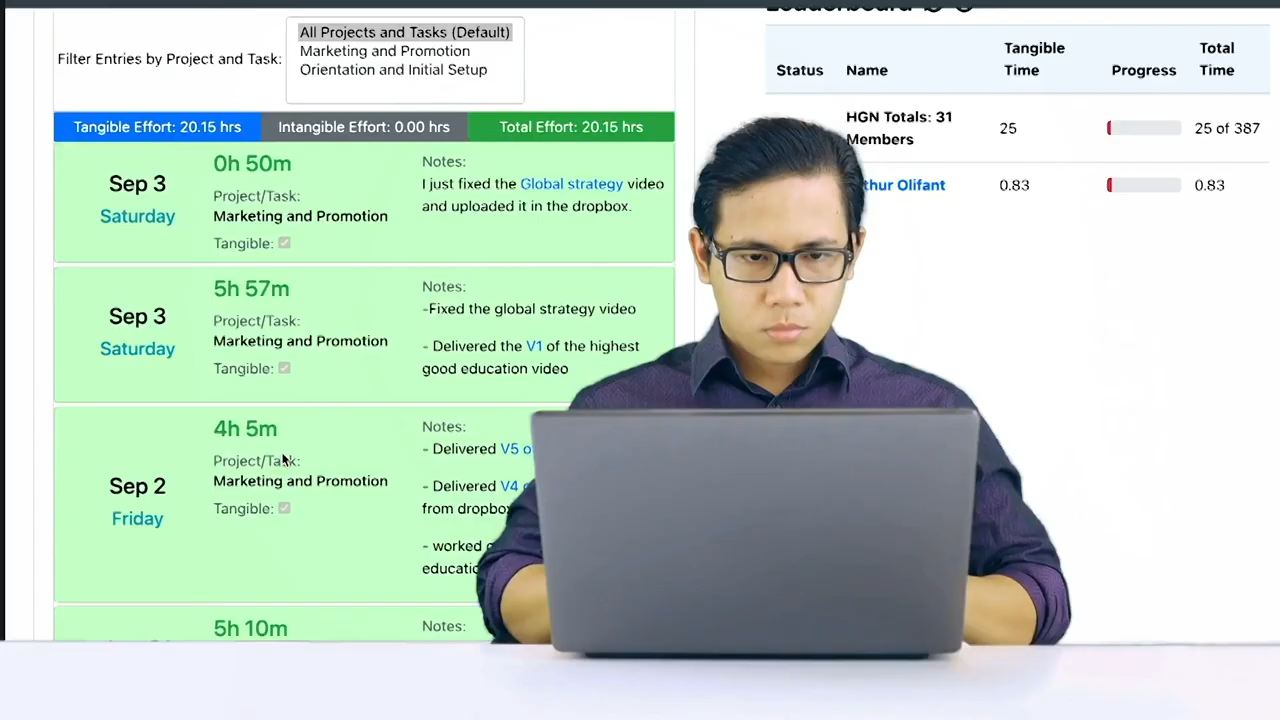 Filter Entries by Project and Task:
All Projects and Tasks (Default)
Marketing and Promotion
Orientation and Initial Setup
Tangible Effort: 20.15 hrs
Intangible Effort: 0.00 hrs
Total Effort: 20.15 hrs
Sep 3
Saturday
0h 50m
Project/Task:
Marketing and Promotion
Tangible:
Notes:
I just fixed the Global strategy video
and uploaded it in the dropbox.
Sep 3
Saturday
5h 57m
Project/Task:
Marketing and Promotion
Tangible:
Notes:
-Fixed the global strategy video
- Delivered the V1 of the highest
good education video
Sep 2
Friday
4h 5m
Project/Task:
Marketing and Promotion
Tangible:
Notes:
- Delivered V5
- Delivered V4
from
- worked
5h 10m
Notes:
Leaderboard
Status
Name
Tangible
Time
Progress
Total
Time
HGN Totals: 31
Members
25
25 of 387
Olifant
0.83
0.83